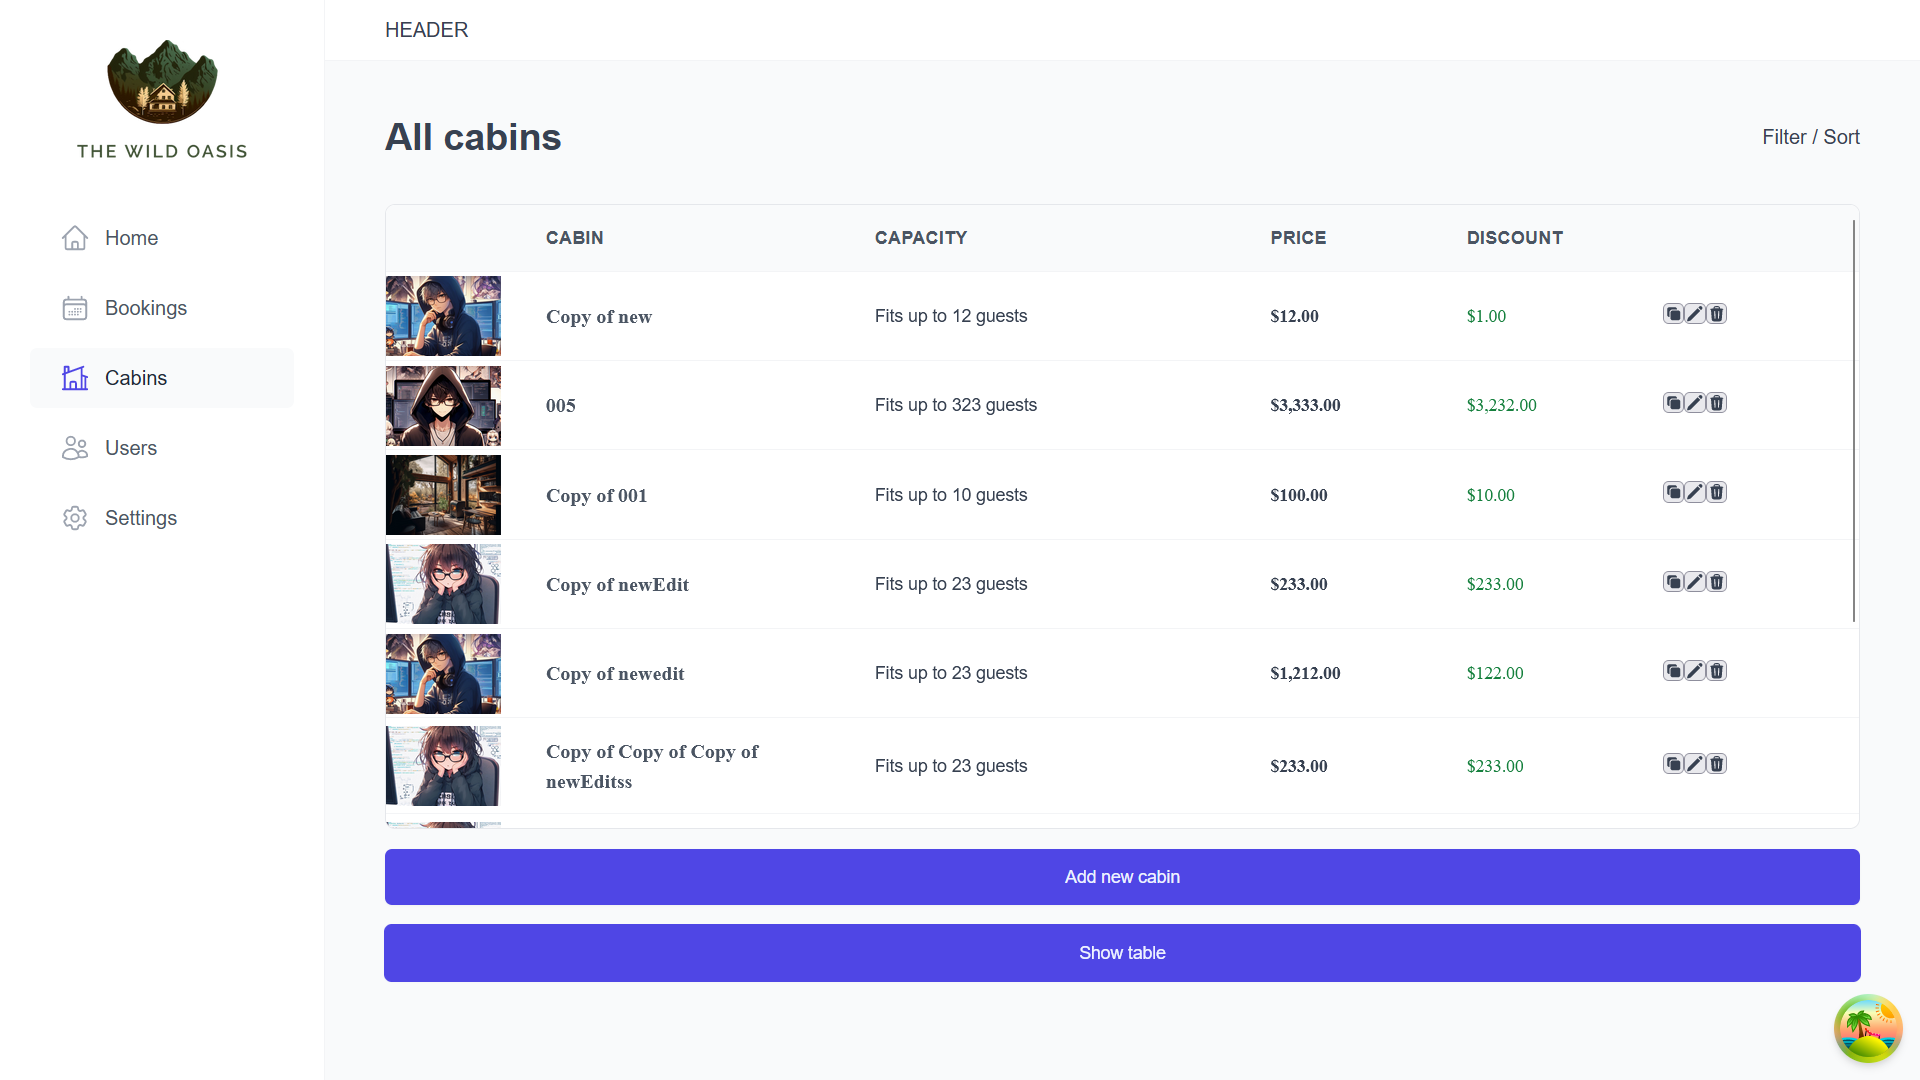 HEADER
THE WILD OASIS
Home
Bookings
Cabins
Users
Settings
All cabins
Filter / Sort
CABIN CAPACITY PRICE DISCOUNT
Copy of new Fits up to 12 guests $12.00 $1.00
005 Fits up to 323 guests $3,333.00 $3,232.00
Copy of 001 Fits up to 10 guests $100.00 $10.00
Copy of newEdit Fits up to 23 guests $233.00 $233.00
Copy of newedit Fits up to 23 guests $1,212.00 $122.00
Copy of Copy of Copy of
newEditss Fits up to 23 guests $233.00 $233.00
Add new cabin
Show table